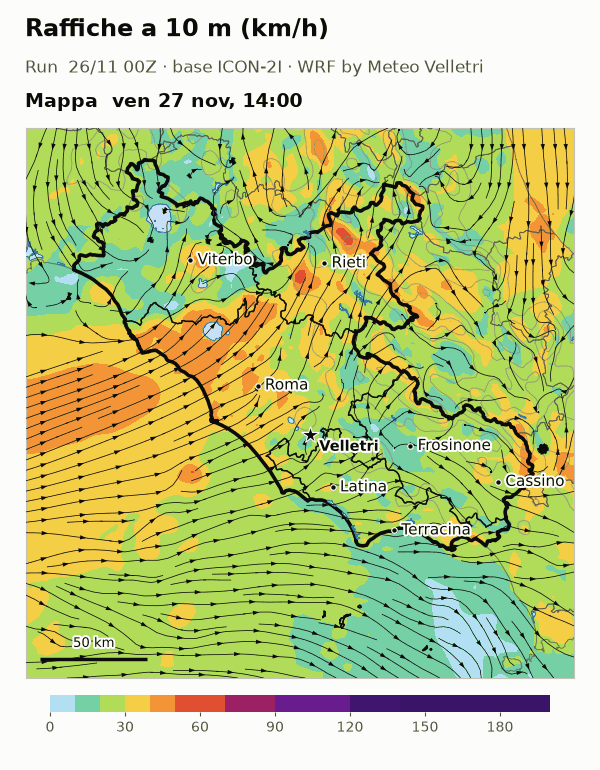 Raffiche a 10 m (km/h)
Run 26/11 00Z · base ICON-2I · WRF by Meteo Velletri
Mappa ven 27 nov, 14:00
Viterbo
Rieti
Roma
Velletri
Frosinone
Cassino
Latina
Terracina
50 km
0 30 60 90 120 150 180